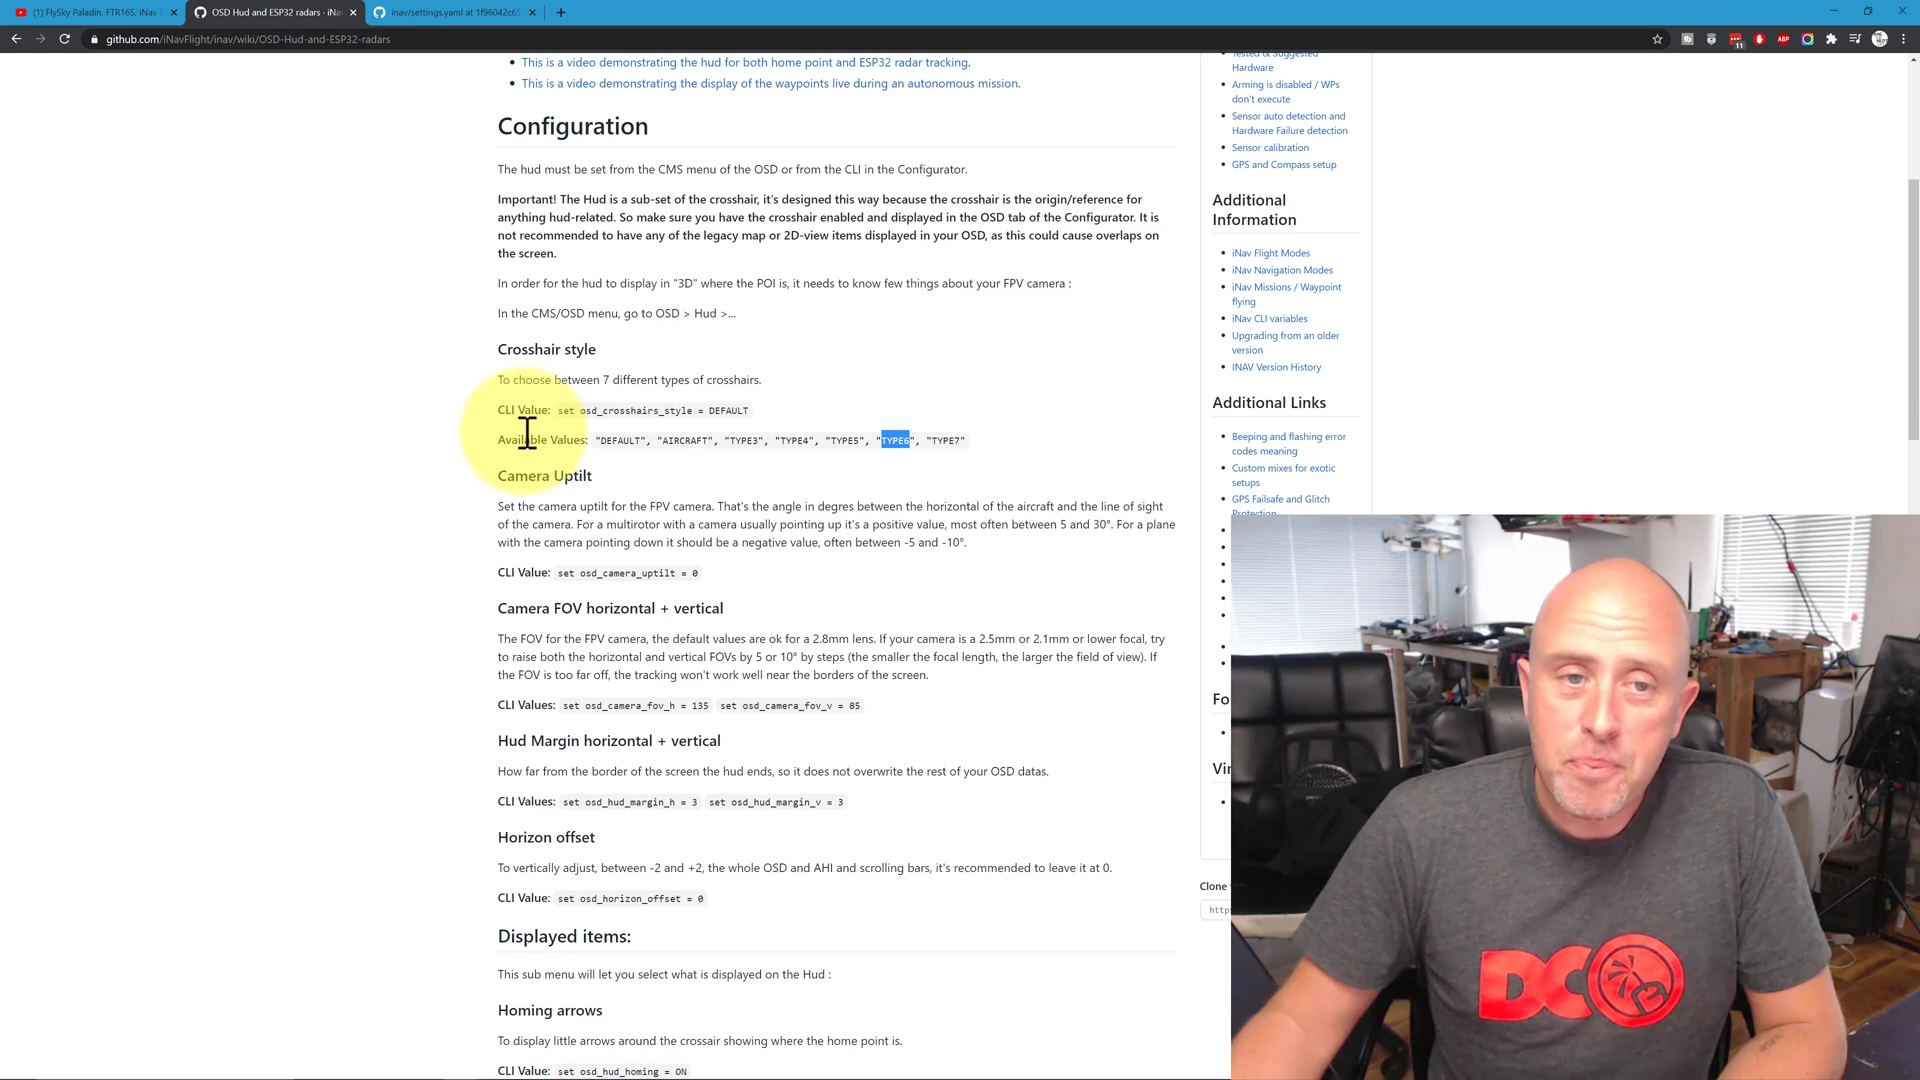 (1) FlySky Paladin, FTR16S, iNav
OSD Hud and ESP32 radars · iNa
inav/settings.yaml at 1f96042c65
github.com/iNavFlight/inav/wiki/OSD-Hud-and-ESP32-radars
11
ABP
This is a video demonstrating the hud for both home point and ESP32 radar tracking.
This is a video demonstrating the display of the waypoints live during an autonomous mission.
Configuration
The hud must be set from the CMS menu of the OSD or from the CLI in the Configurator.
Important! The Hud is a sub-set of the crosshair, it's designed this way because the crosshair is the origin/reference for
anything hud-related. So make sure you have the crosshair enabled and displayed in the OSD tab of the Configurator. It is
not recommended to have any of the legacy map or 2D-view items displayed in your OSD, as this could cause overlaps on
the screen.
In order for the hud to display in "3D" where the POI is, it needs to know few things about your FPV camera :
In the CMS/OSD menu, go to OSD > Hud >...
Crosshair style
To choose between 7 different types of crosshairs.
CLI Value: set osd_crosshairs_style = DEFAULT
Available Values: "DEFAULT", "AIRCRAFT", "TYPE3", "TYPE4", "TYPE5", "TYPE6", "TYPE7"
Camera Uptilt
Set the camera uptilt for the FPV camera. That's the angle in degres between the horizontal of the aircraft and the line of sight
of the camera. For a multirotor with a camera usually pointing up it's a positive value, most often between 5 and 30°. For a plane
with the camera pointing down it should be a negative value, often between -5 and -10°.
CLI Value: set osd_camera_uptilt = 0
Camera FOV horizontal + vertical
The FOV for the FPV camera, the default values are ok for a 2.8mm lens. If your camera is a 2.5mm or 2.1mm or lower focal, try
to raise both the horizontal and vertical FOVs by 5 or 10° by steps (the smaller the focal length, the larger the field of view). If
the FOV is too far off, the tracking won't work well near the borders of the screen.
CLI Values: set osd_camera_fov_h = 135 set osd_camera_fov_v = 85
Hud Margin horizontal + vertical
How far from the border of the screen the hud ends, so it does not overwrite the rest of your OSD datas.
CLI Values: set osd_hud_margin_h = 3 set osd_hud_margin_v = 3
Horizon offset
To vertically adjust, between -2 and +2, the whole OSD and AHI and scrolling bars, it's recommended to leave it at 0.
CLI Value: set osd_horizon_offset = 0
Displayed items:
This sub menu will let you select what is displayed on the Hud :
Homing arrows
To display little arrows around the crossair showing where the home point is.
CLI Value: set osd_hud_homing = ON
Tested & Suggested
Hardware
Arming is disabled / WPs
don't execute
Sensor auto detection and
Hardware Failure detection
Sensor calibration
GPS and Compass setup
Additional
Information
iNav Flight Modes
iNav Navigation Modes
iNav Missions / Waypoint
flying
iNav CLI variables
Upgrading from an older
version
INAV Version History
Additional Links
Beeping and flashing error
codes meaning
Custom mixes for exotic
setups
GPS Failsafe and Glitch
Protection
Fo
Vi
Clone
http
DC